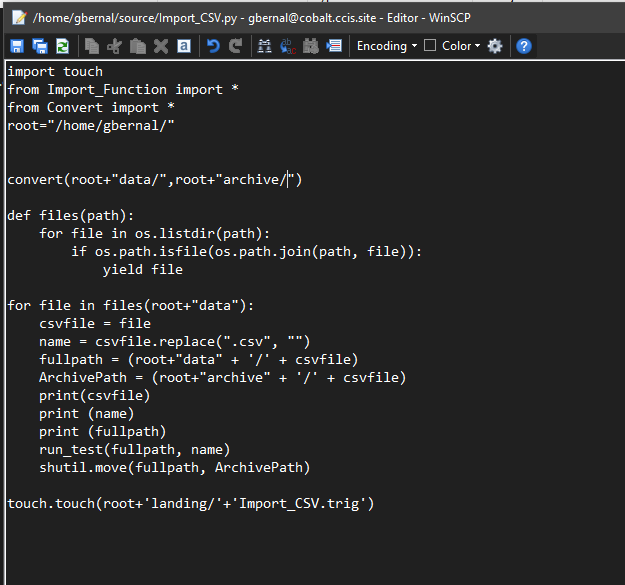 /home/gbernal/source/Import_CSV.py - gbernal@cobalt.ccis.site - Editor - WinSCP
Encoding Color
import touch
from Import_Function import *
from Convert import *
root="/home/gbernal/"
convert(root+"data/",root+"archive/")
def files(path):
    for file in os.listdir(path):
        if os.path.isfile(os.path.join(path, file)):
            yield file
for file in files(root+"data"):
    csvfile = file
    name = csvfile.replace(".csv", "")
    fullpath = (root+"data" + '/' + csvfile)
    ArchivePath = (root+"archive" + '/' + csvfile)
    print(csvfile)
    print (name)
    print (fullpath)
    run_test(fullpath, name)
    shutil.move(fullpath, ArchivePath)
touch.touch(root+'landing/'+'Import_CSV.trig')